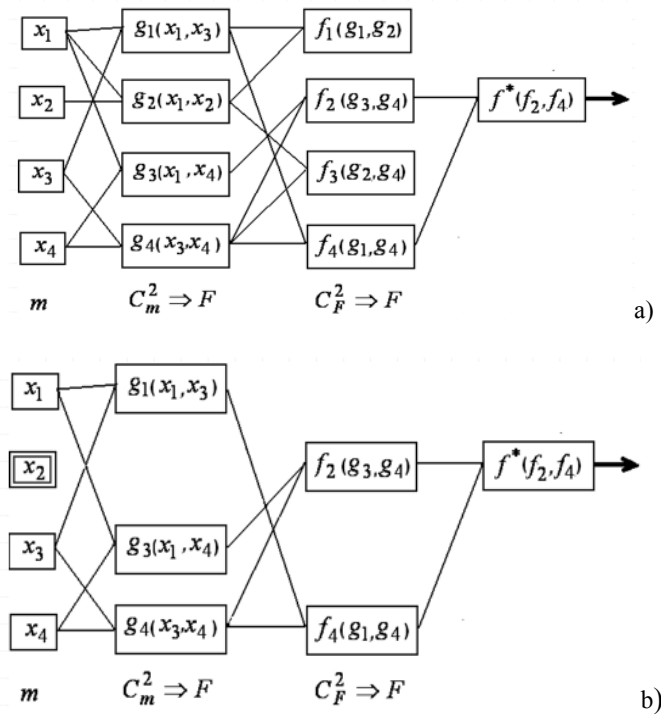 x₁ g₁(x₁,x₃) f₁(g₁,g₂)
x₂ g₂(x₁,x₂) f₂(g₃,g₄) f*(f₂,f₄)
x₃ g₃(x₁,x₄) f₃(g₂,g₄)
x₄ g₄(x₃,x₄) f₄(g₁,g₄)
m C²ₘ ⇒ F C²_F ⇒ F a)
x₁ g₁(x₁,x₃)
x₂ f₂(g₃,g₄) f*(f₂,f₄)
x₃ g₃(x₁,x₄)
x₄ g₄(x₃,x₄) f₄(g₁,g₄)
m C²ₘ ⇒ F C²_F ⇒ F b)